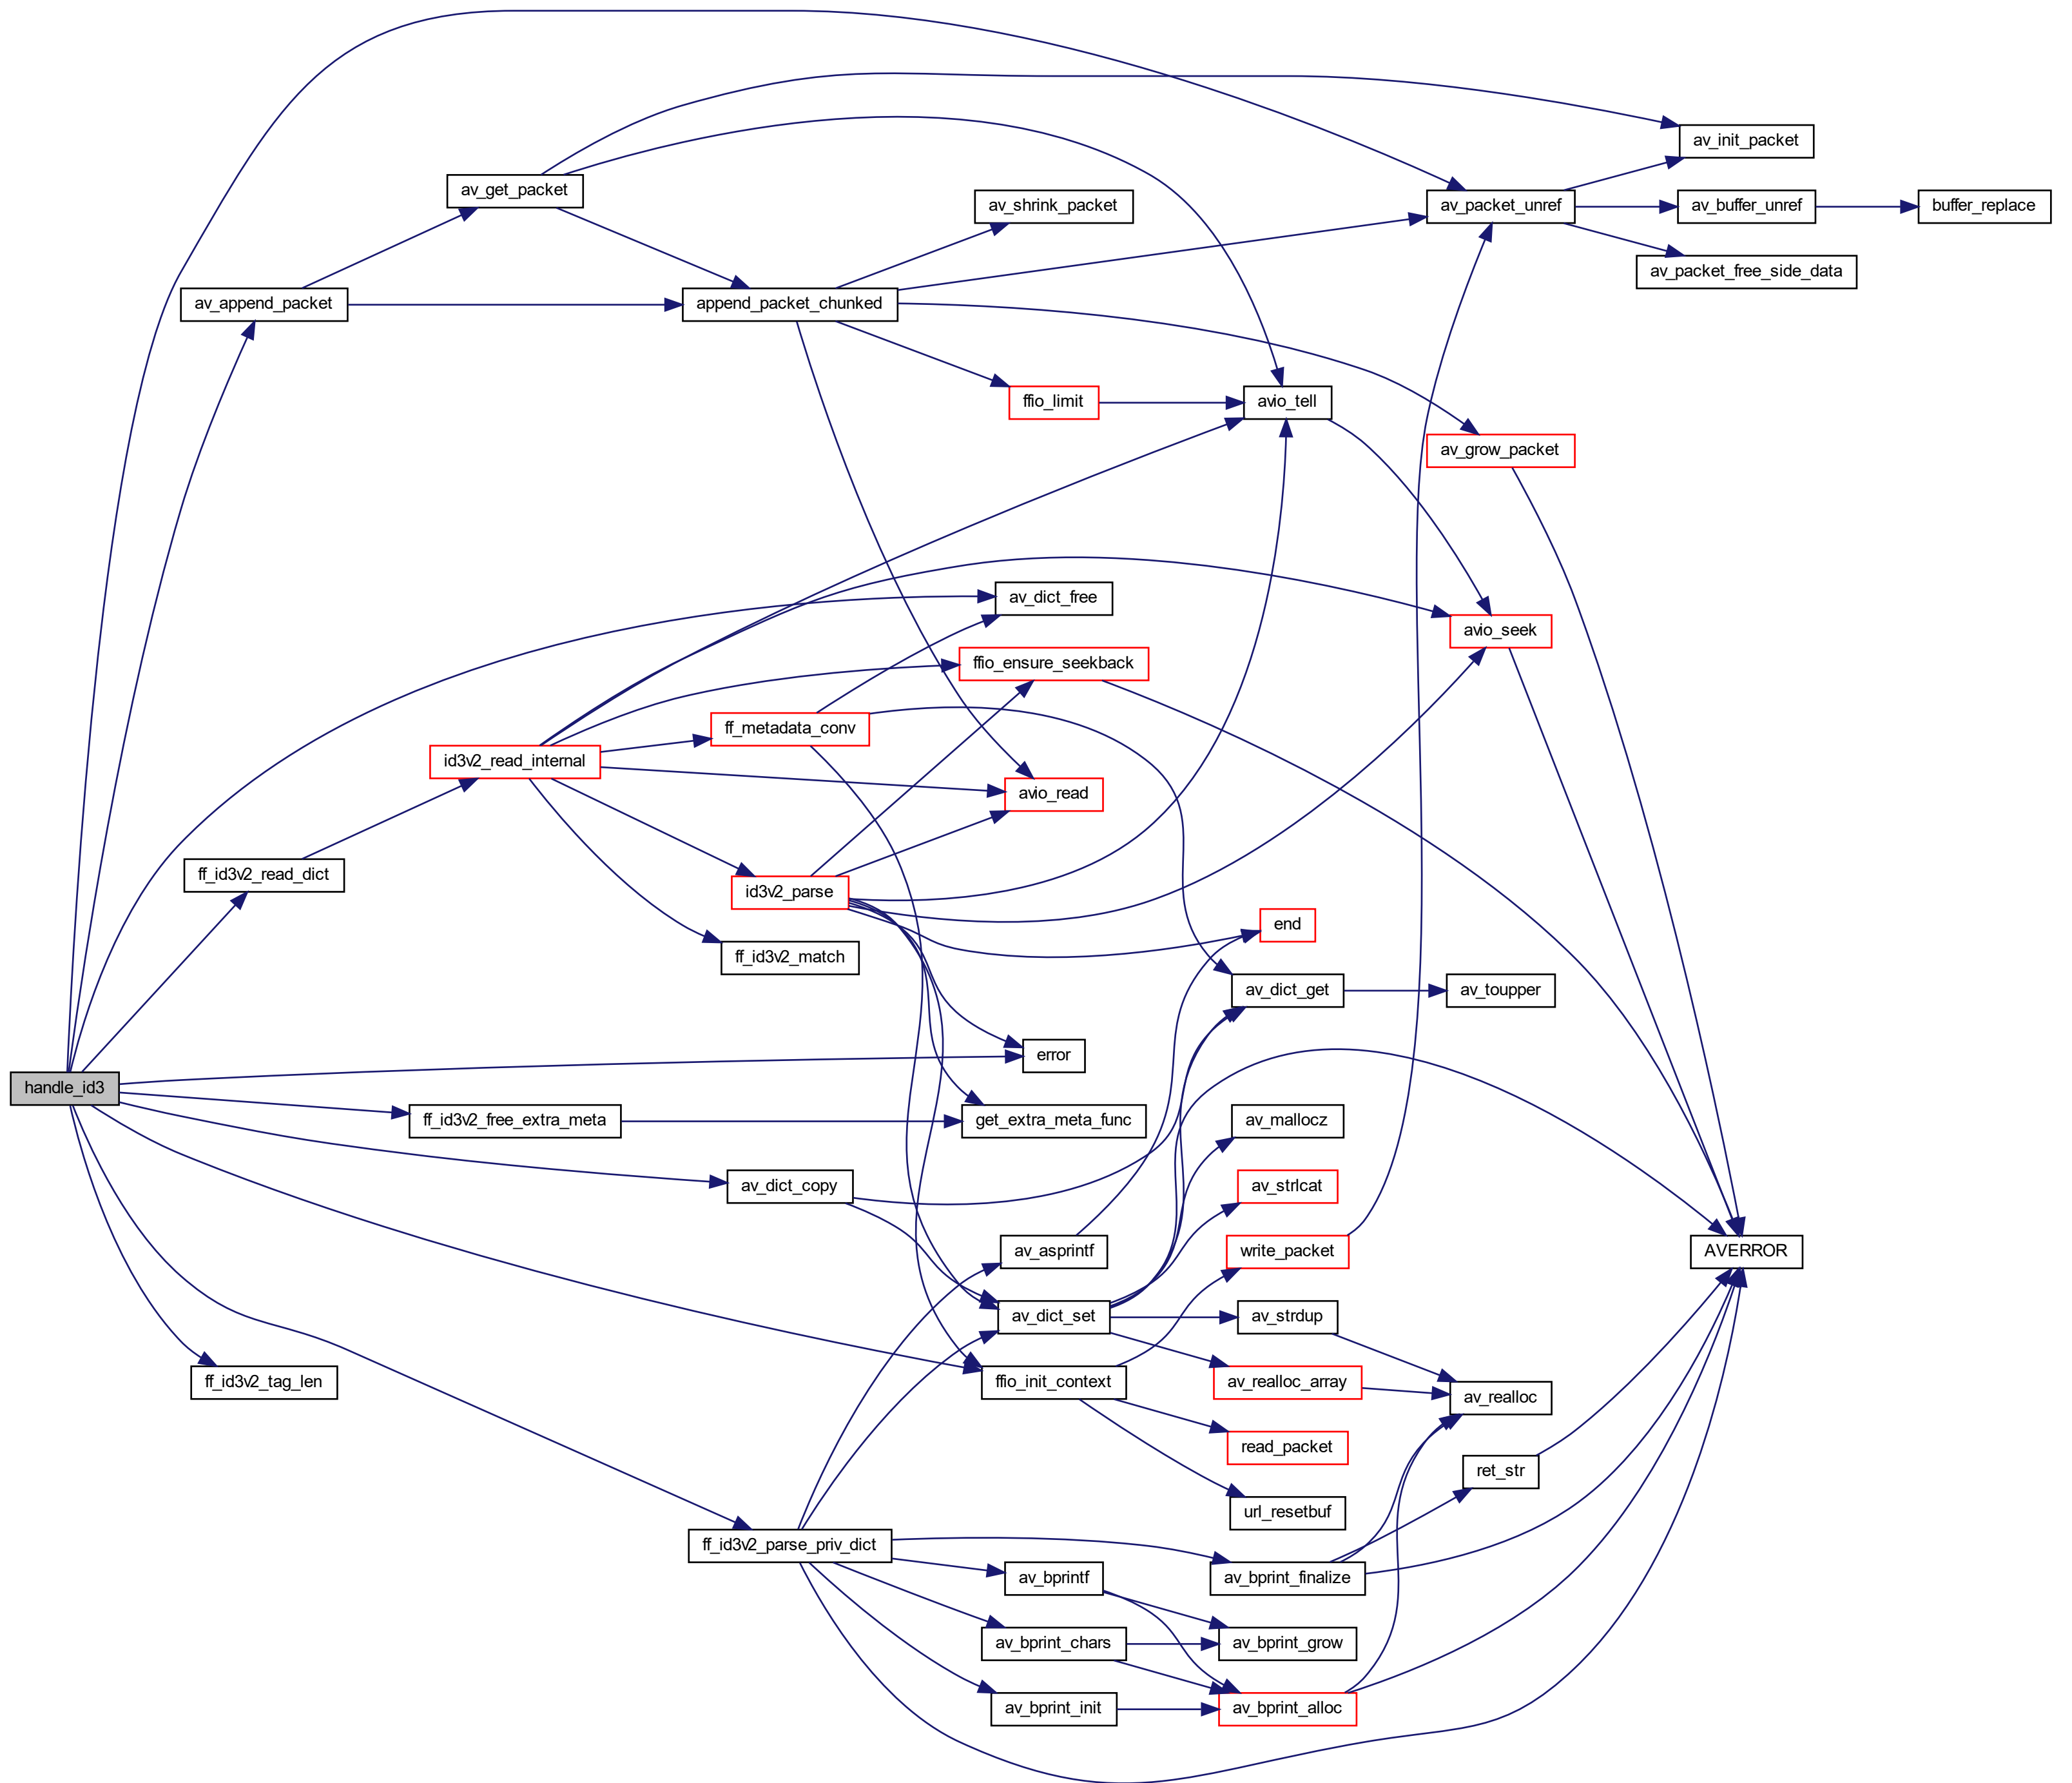 av_init_packet
av_get_packet
av_shrink_packet
av_packet_unref
av_buffer_unref
buffer_replace
av_packet_free_side_data
av_append_packet
append_packet_chunked
ffio_limit
avio_tell
av_grow_packet
av_dict_free
avio_seek
ffio_ensure_seekback
ff_metadata_conv
id3v2_read_internal
avio_read
ff_id3v2_read_dict
id3v2_parse
end
ff_id3v2_match
av_dict_get
av_toupper
error
handle_id3
ff_id3v2_free_extra_meta
get_extra_meta_func
av_mallocz
av_dict_copy
av_strlcat
av_asprintf
write_packet
AVERROR
av_dict_set
av_strdup
ff_id3v2_tag_len
ffio_init_context
av_realloc_array
av_realloc
read_packet
ret_str
url_resetbuf
ff_id3v2_parse_priv_dict
av_bprintf
av_bprint_finalize
av_bprint_chars
av_bprint_grow
av_bprint_init
av_bprint_alloc